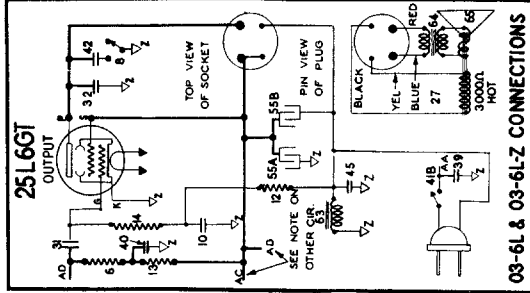 25L6GT
OUTPUT
42
8
Z
32
Z
P
S
G
K
Z
31
AD
14
40
Z
6
13
10
Z
AC
AD
SEE NOTE ON
OTHER CIR.
TOP VIEW
OF SOCKET
55B
55A
Z
12
63
45
Z
Z
PIN VIEW
OF PLUG
BLACK
RED
YEL
BLUE
64
65
27
3000Ω
HOT
41B
AA
39
Z
03-6L & 03-6L-Z CONNECTIONS